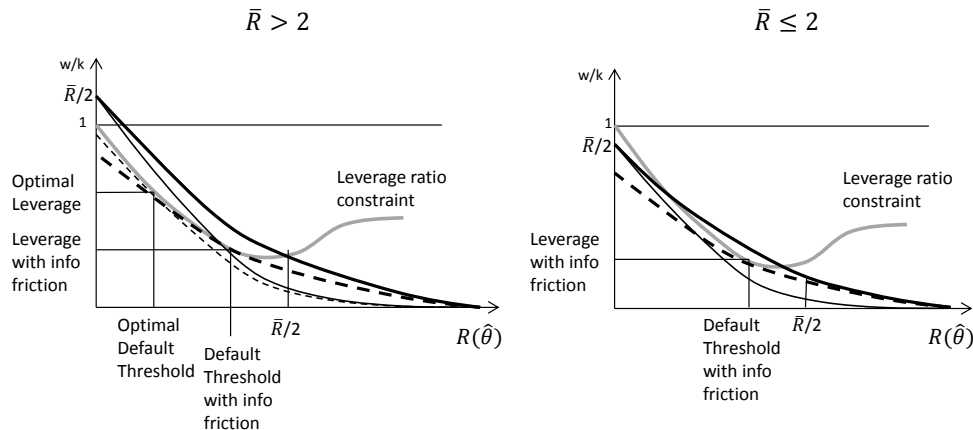 R̄ > 2
w/k
R̄/2
1
Optimal
Leverage
Leverage
with info
friction
Leverage ratio
constraint
Optimal
Default
Threshold
Default
Threshold
with info
friction
R̄/2
R(θ̂)
R̄ ≤ 2
w/k
1
R̄/2
Leverage
with info
friction
Leverage ratio
constraint
Default
Threshold
with info
friction
R̄/2
R(θ̂)